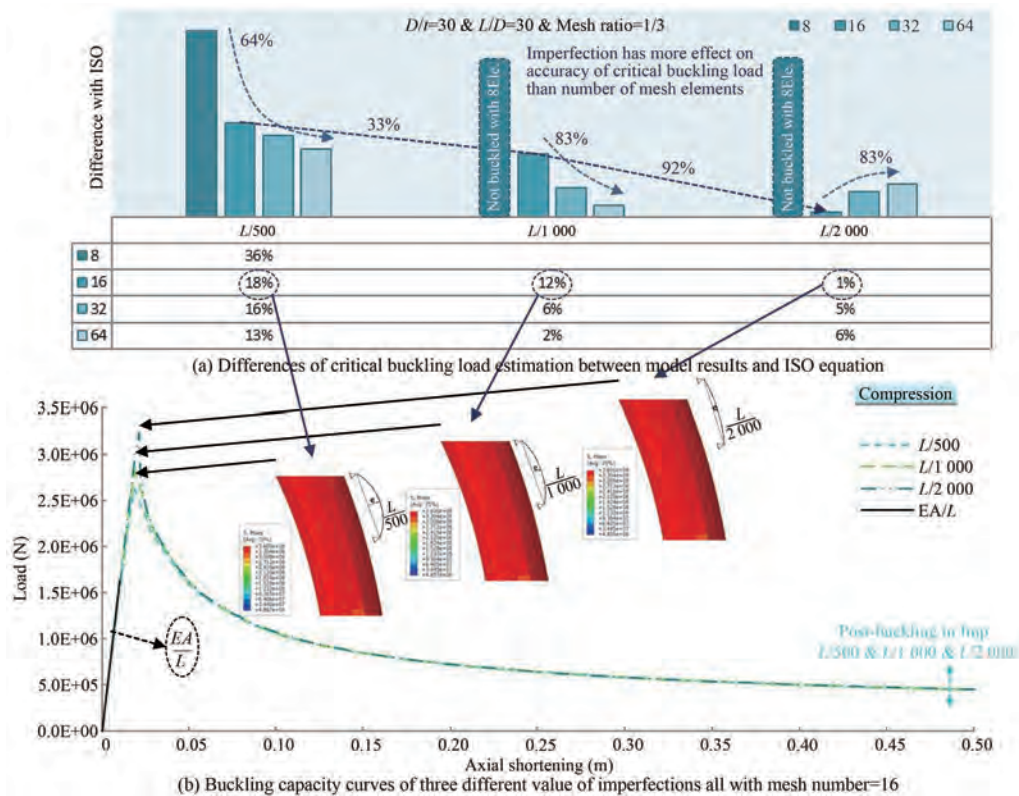 D/t=30 & L/D=30 & Mesh ratio=1/3
8 16 32 64
Difference with ISO
64%
Imperfection has more effect on
accuracy of critical buckling load
than number of mesh elements
Not buckled with 8Ele.
Not buckled with 8Ele.
33%
83%
92%
83%
L/500 L/1 000 L/2 000
8 36%
16 18% 12% 1%
32 16% 6% 5%
64 13% 2% 6%
(a) Differences of critical buckling load estimation between model results and ISO equation
Load (N)
3.5E+06
3.0E+06
2.5E+06
2.0E+06
1.5E+06
1.0E+06
5.0E+05
0.0E+00
EA
L
e
L
500
e
L
1 000
e
L
2 000
Compression
L/500
L/1 000
L/2 000
EA/L
Post-buckling in Imp
L/500 & L/1 000 & L/2 000
0 0.05 0.10 0.15 0.20 0.25 0.30 0.35 0.40 0.45 0.50
Axial shortening (m)
(b) Buckling capacity curves of three different value of imperfections all with mesh number=16